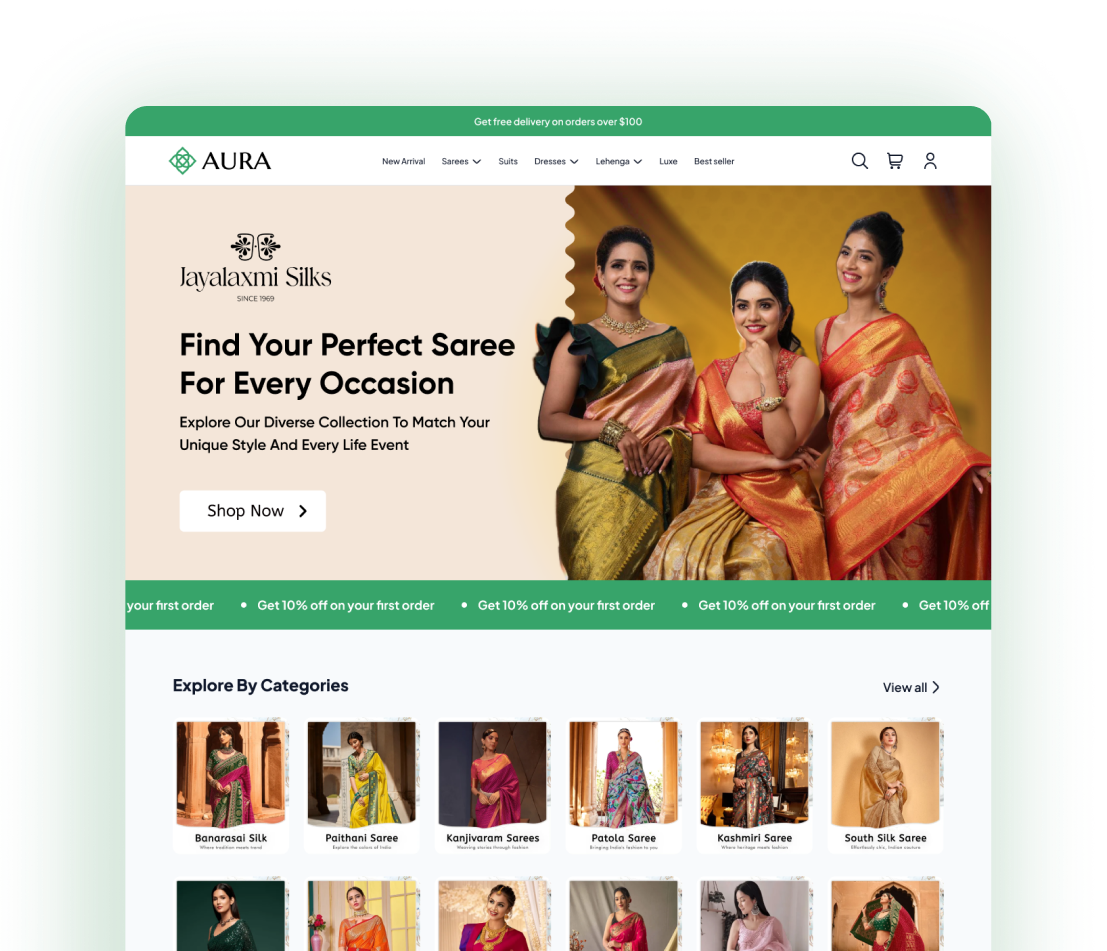 Get free delivery on orders over $100
AURA
New Arrival Sarees Suits Dresses Lehenga Luxe Best seller
Jayalaxmi Silks
SINCE 1969
Find Your Perfect Saree
For Every Occasion
Explore Our Diverse Collection To Match Your
Unique Style And Every Life Event
Shop Now
your first order • Get 10% off on your first order • Get 10% off on your first order • Get 10% off on your first order • Get 10% off
Explore By Categories View all
Banarasai Silk Paithani Saree Kanjivaram Sarees Patola Saree Kashmiri Saree South Silk Saree
Where tradition meets trend Explore the colors of India Weaving stories through fashion Bringing India's fashion to you Where heritage meets fashion Effortlessly chic, Indian couture